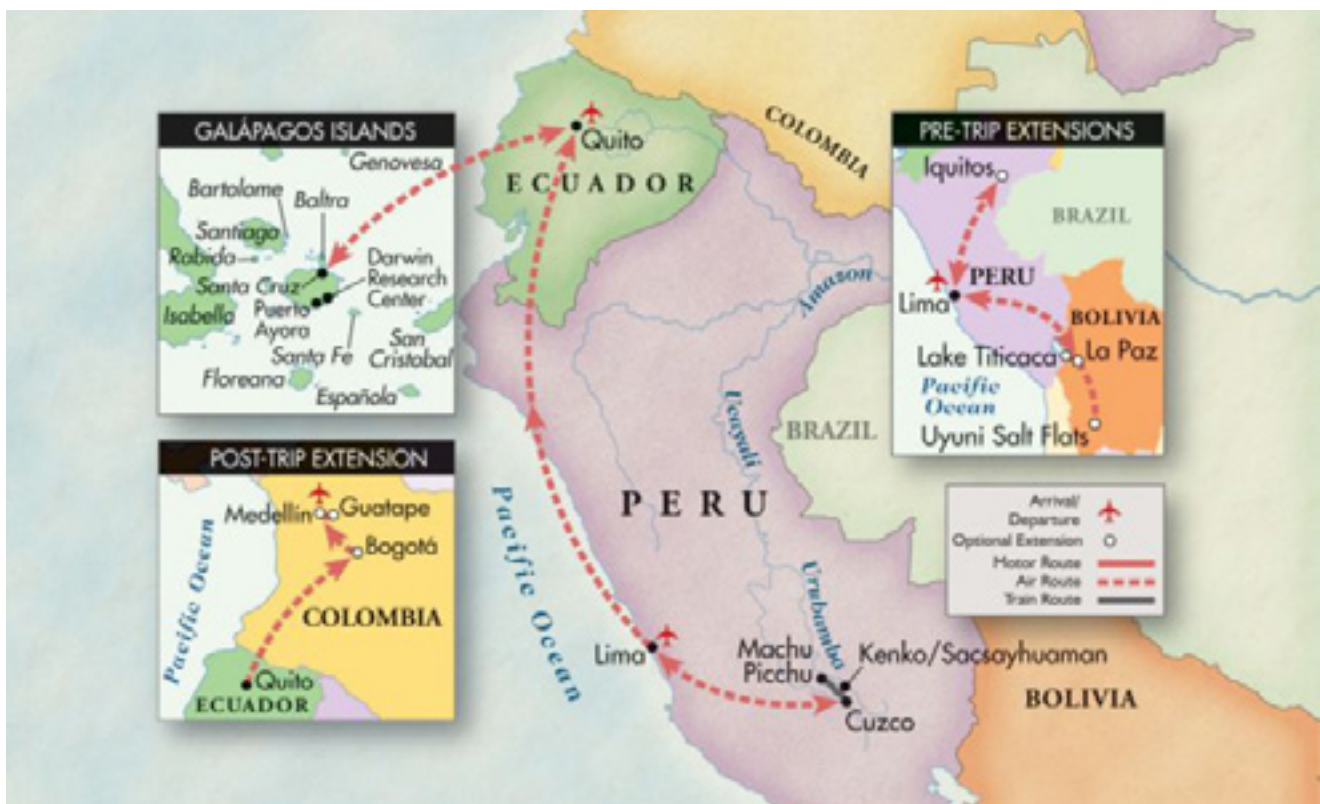 GALÁPAGOS ISLANDS
Genovesa
Bartolome
Baltra
Santiaga
Rabida
Darwin
Research
Center
Santa Cruz
Puerto
Ayora
Isabella
Santa Fe
San
Cristobal
Floreana
Española
POST-TRIP EXTENSION
Medellin
Guatape
Bogotá
Pacific Ocean
COLOMBIA
Quito
ECUADOR
Quito
ECUADOR
COLOMBIA
Amazon
Ucayali
BRAZIL
PERU
Pacific Ocean
Urubamba
Lima
Machu
Picchu
Kenko/Sacsayhuaman
Cuzco
BOLIVIA
PRE-TRIP EXTENSIONS
Iquitos
BRAZIL
PERU
Lima
BOLIVIA
Lake Titicaca
La Paz
Pacific
Ocean
Uyuni Salt Flats
Arrival/
Departure
Optional Extension
Motor Route
Air Route
Train Route